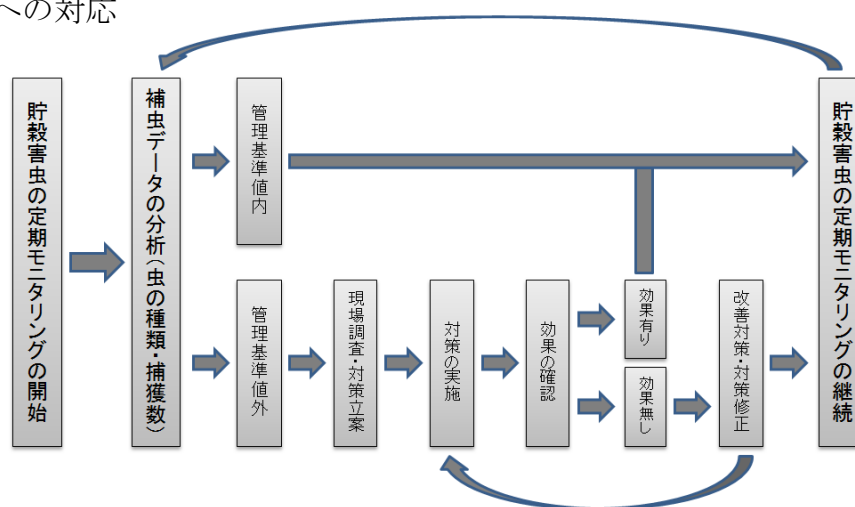 への対応
貯穀害虫の定期モニタリングの開始
補虫データの分析（虫の種類・捕獲数）
管理基準値内
管理基準値外
現場調査・対策立案
対策の実施
効果の確認
効果有り
効果無し
改善対策・対策修正
貯穀害虫の定期モニタリングの継続